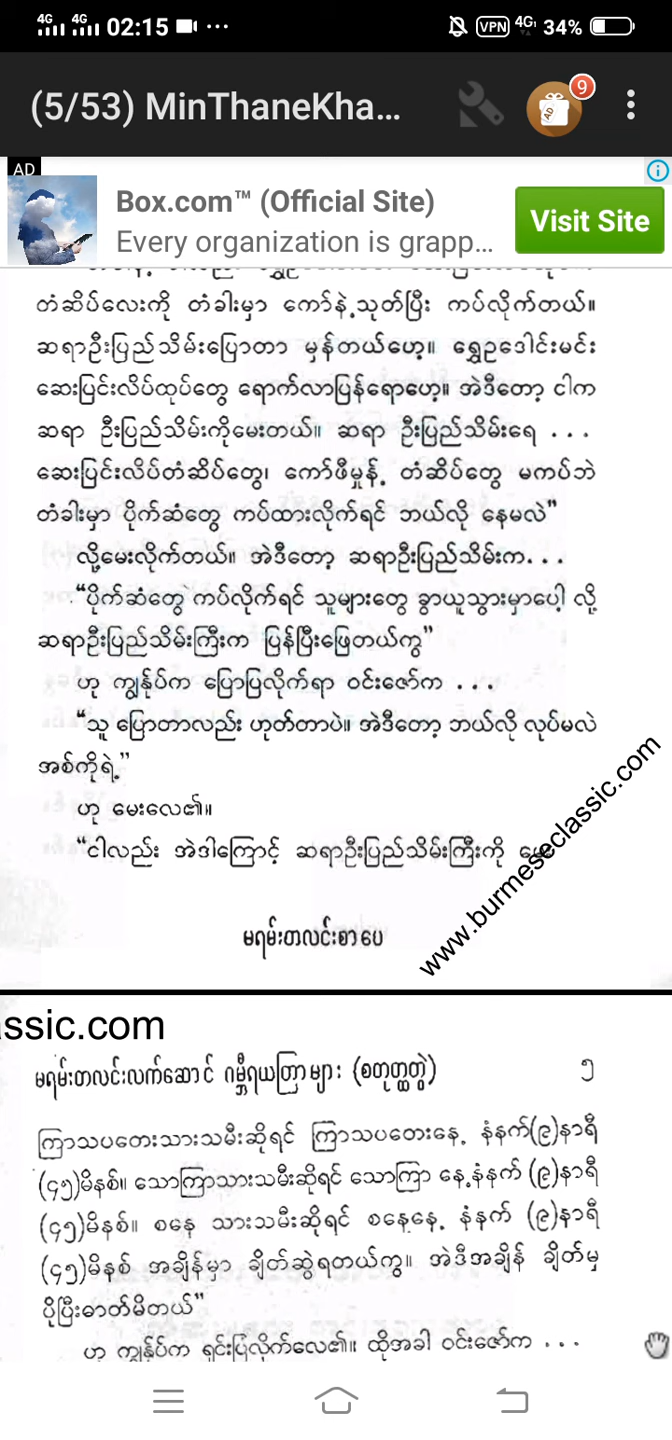 4G 4G 02:15 ... VPN 4G 34%
(5/53) MinThaneKha...
9
AD
AD
Box.com™ (Official Site)
Every organization is grapp...
Visit Site
တံဆိပ်လေးကို တံခါးမှာ ကော်နဲ့သုတ်ပြီး ကပ်လိုက်တယ်။
ဆရာဦးပြည်သိမ်းပြောတာ မှန်တယ်ဟေ့။ ရွှေဥဒေါင်းမင်း
ဆေးပြင်းလိပ်ထုပ်တွေ ရောက်လာပြန်ရောဟေ့။ အဲဒီတော့ ငါက
ဆရာ ဦးပြည်သိမ်းကိုမေးတယ်။ ဆရာ ဦးပြည်သိမ်းရေ ...
ဆေးပြင်းလိပ်တံဆိပ်တွေ၊ ကော်ဖီမှုန့် တံဆိပ်တွေ မကပ်ဘဲ
တံခါးမှာ ပိုက်ဆံတွေ ကပ်ထားလိုက်ရင် ဘယ်လို နေမလဲ”
လို့မေးလိုက်တယ်။ အဲဒီတော့ ဆရာဦးပြည်သိမ်းက...
“ပိုက်ဆံတွေ ကပ်လိုက်ရင် သူများတွေ ခွာယူသွားမှာပေါ့ လို့
ဆရာဦးပြည်သိမ်းကြီးက ပြန်ပြီးဖြေတယ်ကွ”
ဟု ကျွန်ုပ်က ပြောပြလိုက်ရာ ဝင်းဇော်က ...
“သူ ပြောတာလည်း ဟုတ်တာပဲ။ အဲဒီတော့ ဘယ်လို လုပ်မလဲ
အစ်ကိုရဲ့”
ဟု မေးလေ၏။
“ငါလည်း အဲဒါကြောင့် ဆရာဦးပြည်သိမ်းကြီးကို
www.burmeseclassic.com
မရမ်းတလင်းစာပေ
assic.com
မရမ်းတလင်းလက်ဆောင် ဂမ္ဘီရယတြာများ (စတုတ္ထတွဲ) ၅
ကြာသပတေးသားသမီးဆိုရင် ကြာသပတေးနေ့ နံနက်(၉)နာရီ
(၄၅)မိနစ်။ သောကြာသားသမီးဆိုရင် သောကြာ နေ့နံနက် (၉)နာရီ
(၄၅)မိနစ်။ စနေ သားသမီးဆိုရင် စနေနေ့ နံနက် (၉)နာရီ
(၄၅)မိနစ် အချိန်မှာ ချိတ်ဆွဲရတယ်ကွ။ အဲဒီအချိန် ချိတ်မှ
ပိုပြီးဓာတ်မိတယ်”
ဟု ကျွန်ုပ်က ရှင်းပြလိုက်လေ၏။ ထိုအခါ ဝင်းဇော်က ...